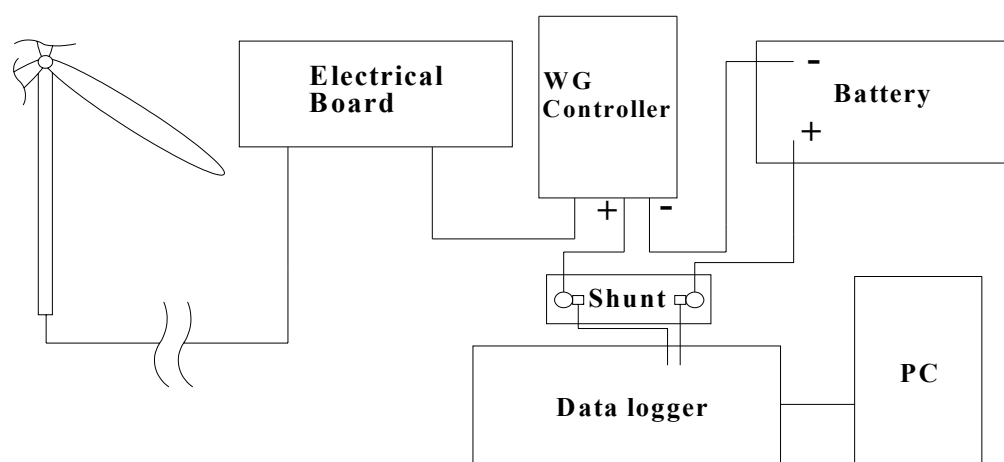 Electrical
Board
WG
Controller
+
-
-
Battery
+
Shunt
Data logger
PC